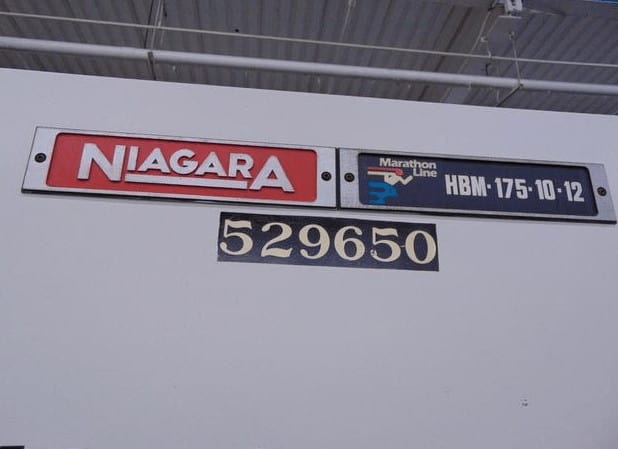 NIAGARA
Marathon
Line
HBM·175·10·12
529650